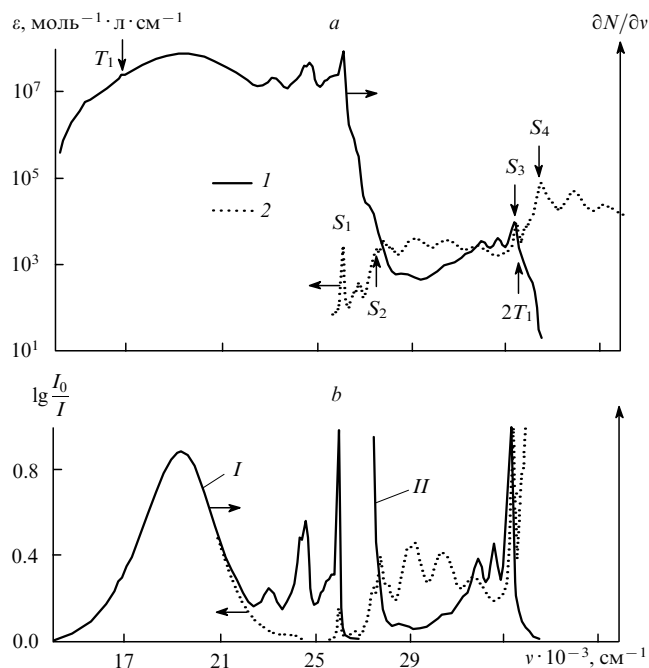 ε, моль⁻¹ · л · см⁻¹ a ∂N/∂ν
T₁
10⁷
S₄
10⁵ S₃
1
2 S₁
10³
S₂ 2T₁
10¹
lg I₀/I b
0.8 I II
0.4
0.0
17 21 25 29 ν · 10⁻³, см⁻¹